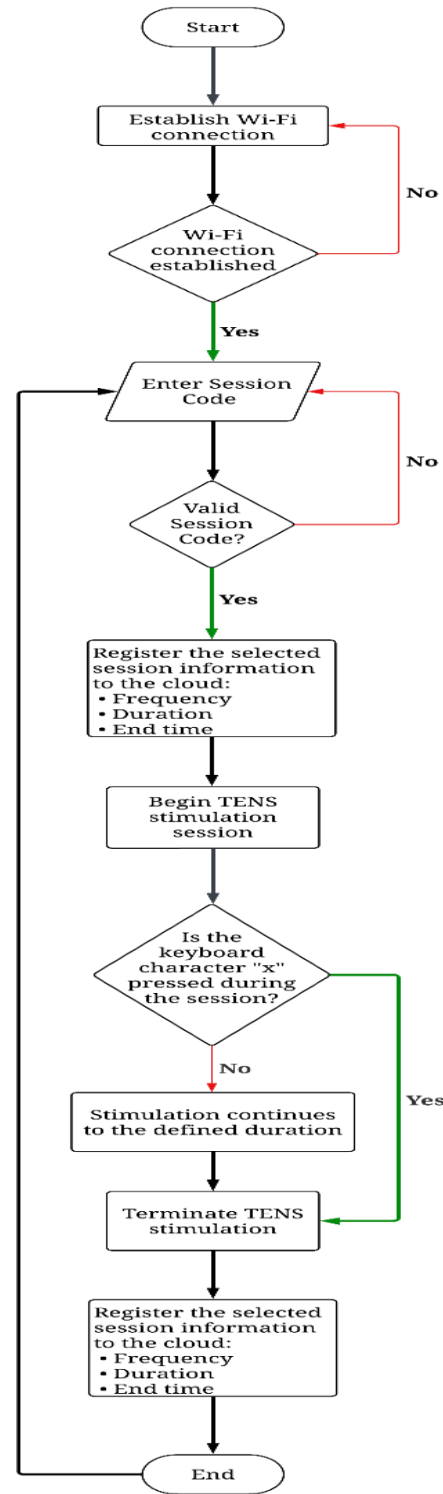 Start
Establish Wi-Fi
connection
No
Wi-Fi
connection
established
Yes
Enter Session
Code
No
Valid
Session
Code?
Yes
Register the selected
session information
to the cloud:
• Frequency
• Duration
• End time
Begin TENS
stimulation
session
Is the
keyboard
character "x"
pressed during
the session?
No
Yes
Stimulation continues
to the defined duration
Terminate TENS
stimulation
Register the selected
session information
to the cloud:
• Frequency
• Duration
• End time
End